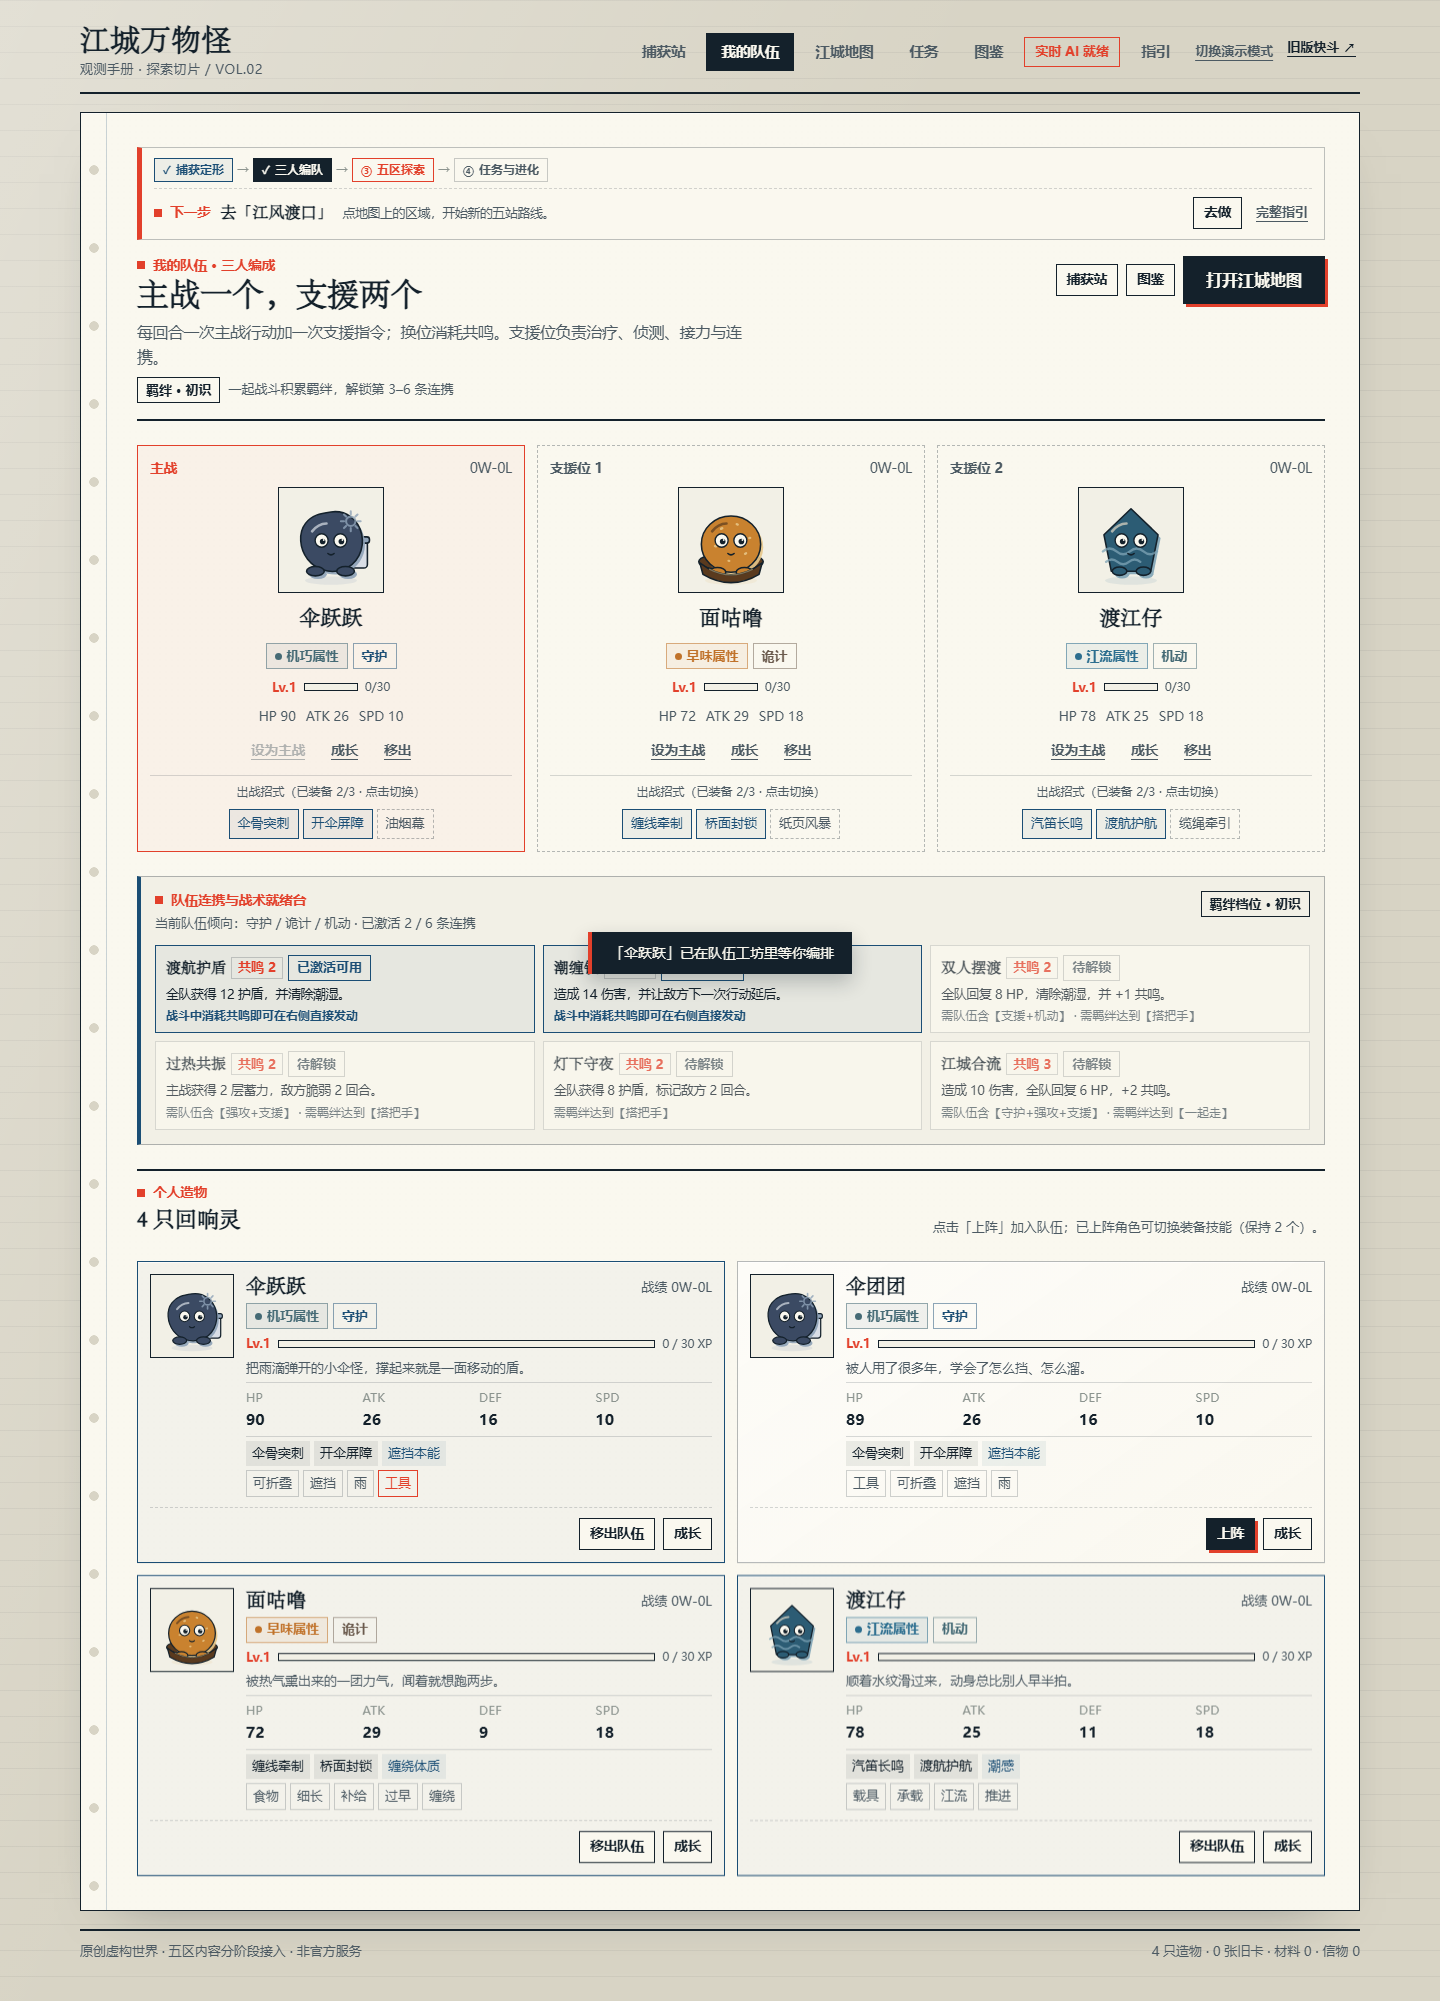 江城万物怪
观测手册 · 探索切片 / VOL.02
捕获站 我的队伍 江城地图 任务 图鉴 实时 AI 就绪 指引 切换演示模式 旧版快斗 ↗
✓ 捕获定形 → ✓ 三人编队 → ③ 五区探索 → ④ 任务与进化
下一步 去「江风渡口」 点地图上的区域，开始新的五站路线。 去做 完整指引
我的队伍 • 三人编成
主战一个，支援两个
捕获站 图鉴 打开江城地图
每回合一次主战行动加一次支援指令；换位消耗共鸣。支援位负责治疗、侦测、接力与连
携。
羁绊 • 初识 一起战斗积累羁绊，解锁第 3–6 条连携
主战 0W-0L
伞跃跃
机巧属性 守护
Lv.1 0/30
HP 90 ATK 26 SPD 10
设为主战 成长 移出
出战招式（已装备 2/3 · 点击切换）
伞骨突刺 开伞屏障 油烟幕
支援位 1 0W-0L
面咕噜
早味属性 诡计
Lv.1 0/30
HP 72 ATK 29 SPD 18
设为主战 成长 移出
出战招式（已装备 2/3 · 点击切换）
缠线牵制 桥面封锁 纸页风暴
支援位 2 0W-0L
渡江仔
江流属性 机动
Lv.1 0/30
HP 78 ATK 25 SPD 18
设为主战 成长 移出
出战招式（已装备 2/3 · 点击切换）
汽笛长鸣 渡航护航 缆绳牵引
队伍连携与战术就绪台
当前队伍倾向：守护 / 诡计 / 机动 · 已激活 2 / 6 条连携
羁绊档位 • 初识
「伞跃跃」已在队伍工坊里等你编排
渡航护盾 共鸣 2 已激活可用
全队获得 12 护盾，并清除潮湿。
战斗中消耗共鸣即可在右侧直接发动
潮缠
造成 14 伤害，并让敌方下一次行动延后。
战斗中消耗共鸣即可在右侧直接发动
双人摆渡 共鸣 2 待解锁
全队回复 8 HP，清除潮湿，并 +1 共鸣。
需队伍含【支援+机动】 · 需羁绊达到【搭把手】
过热共振 共鸣 2 待解锁
主战获得 2 层蓄力，敌方脆弱 2 回合。
需队伍含【强攻+支援】 · 需羁绊达到【搭把手】
灯下守夜 共鸣 2 待解锁
全队获得 8 护盾，标记敌方 2 回合。
需羁绊达到【搭把手】
江城合流 共鸣 3 待解锁
造成 10 伤害，全队回复 6 HP，+2 共鸣。
需队伍含【守护+强攻+支援】 · 需羁绊达到【一起走】
个人造物
4 只回响灵
点击「上阵」加入队伍；已上阵角色可切换装备技能（保持 2 个）。
伞跃跃 战绩 0W-0L
机巧属性 守护
Lv.1 0 / 30 XP
把雨滴弹开的小伞怪，撑起来就是一面移动的盾。
HP ATK DEF SPD
90 26 16 10
伞骨突刺 开伞屏障 遮挡本能
可折叠 遮挡 雨 工具
移出队伍 成长
伞团团 战绩 0W-0L
机巧属性 守护
Lv.1 0 / 30 XP
被人用了很多年，学会了怎么挡、怎么溜。
HP ATK DEF SPD
89 26 16 10
伞骨突刺 开伞屏障 遮挡本能
工具 可折叠 遮挡 雨
上阵 成长
面咕噜 战绩 0W-0L
早味属性 诡计
Lv.1 0 / 30 XP
被热气熏出来的一团力气，闻着就想跑两步。
HP ATK DEF SPD
72 29 9 18
缠线牵制 桥面封锁 缠绕体质
食物 细长 补给 过早 缠绕
移出队伍 成长
渡江仔 战绩 0W-0L
江流属性 机动
Lv.1 0 / 30 XP
顺着水纹滑过来，动身总比别人早半拍。
HP ATK DEF SPD
78 25 11 18
汽笛长鸣 渡航护航 潮感
载具 承载 江流 推进
移出队伍 成长
原创虚构世界 · 五区内容分阶段接入 · 非官方服务
4 只造物 · 0 张旧卡 · 材料 0 · 信物 0